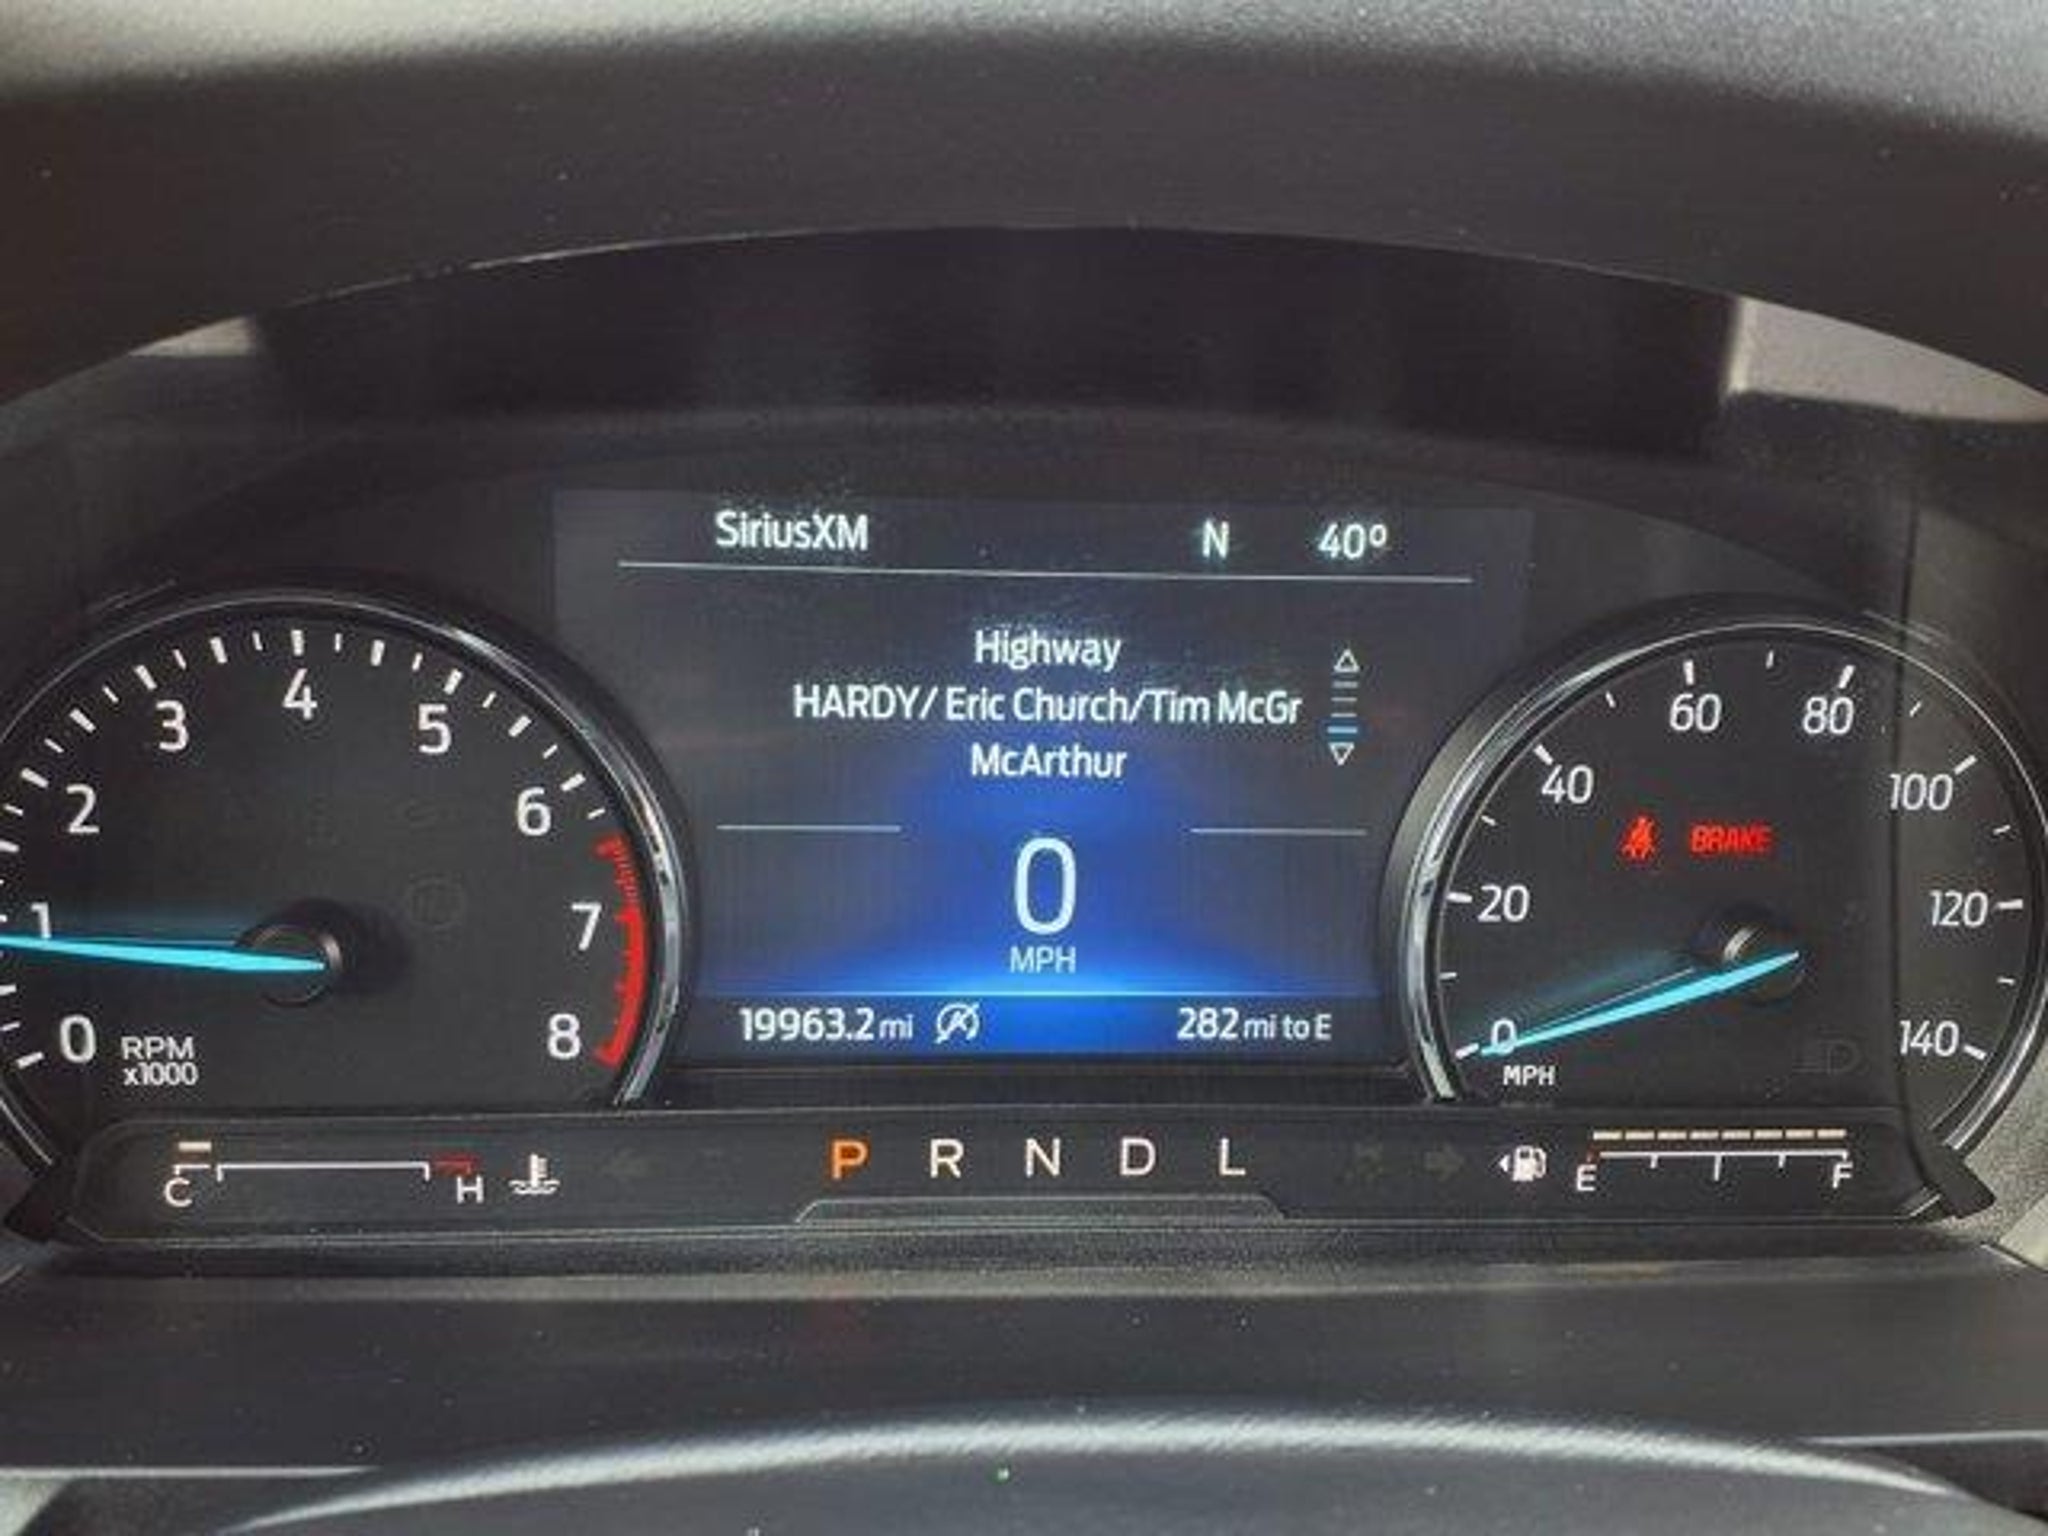 SiriusXM N 40º
Highway
HARDY/ Eric Church/Tim McGr
McArthur
0
MPH
19963.2 mi 282 mi to E
0 1 2 3 4 5 6 7 8
RPM
x1000
0 20 40 60 80 100 120 140
BRAKE
MPH
C H
P R N D L
E F